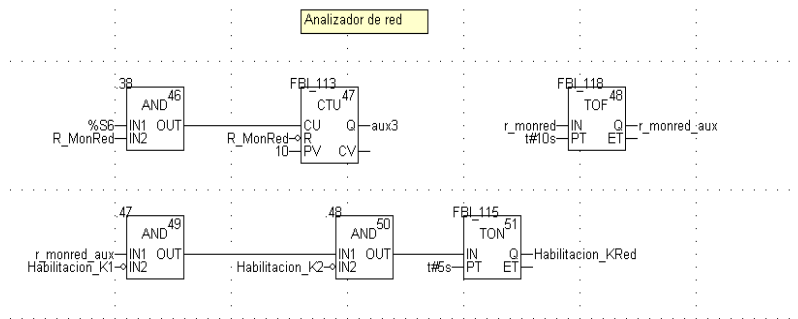 Analizador de red
.38 FBI_113 FBI_118
AND 46 CTU 47 TOF 48
%S6 IN1 OUT CU Q aux3 r_monred IN Q r_monred_aux
R_MonRed IN2 R_MonRed R t#10s PT ET
10 PV CV
.47 .48 FBI_115
AND 49 AND 50 TON 51
r_monred_aux IN1 OUT IN1 OUT IN Q Habilitacion_KRed
Habilitacion_K1 IN2 Habilitacion_K2 IN2 t#5s PT ET